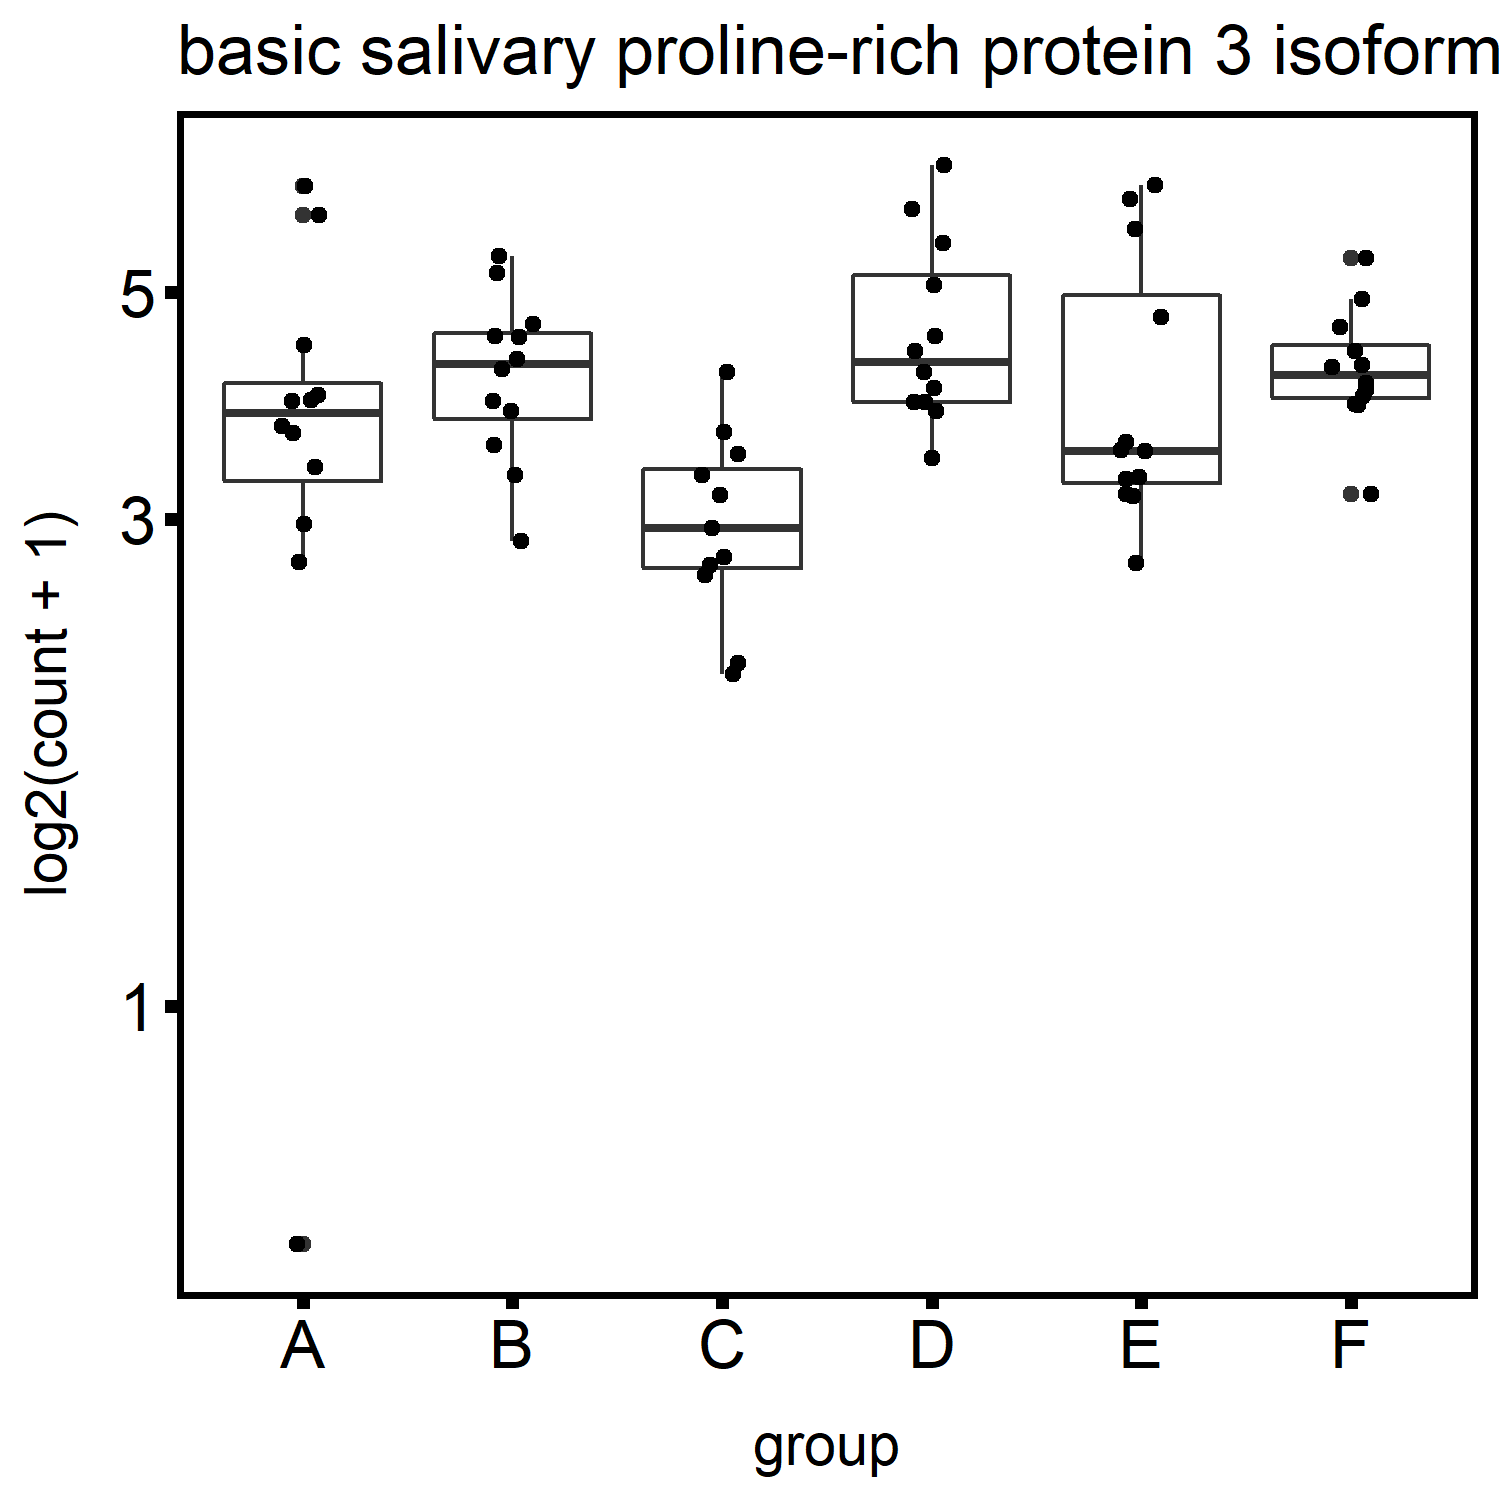 basic salivary proline-rich protein 3 isoform
log2(count + 1)
5
3
1
A B C D E F
group